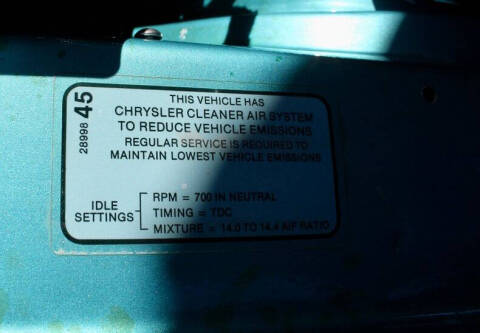 28998 45
THIS VEHICLE HAS
CHRYSLER CLEANER AIR SYSTEM
TO REDUCE VEHICLE EMISSIONS
REGULAR SERVICE IS REQUIRED TO
MAINTAIN LOWEST VEHICLE EMISSIONS
IDLE
SETTINGS
RPM = 700 IN NEUTRAL
TIMING = TDC
MIXTURE = 14.0 TO 14.4 A/F RATIO